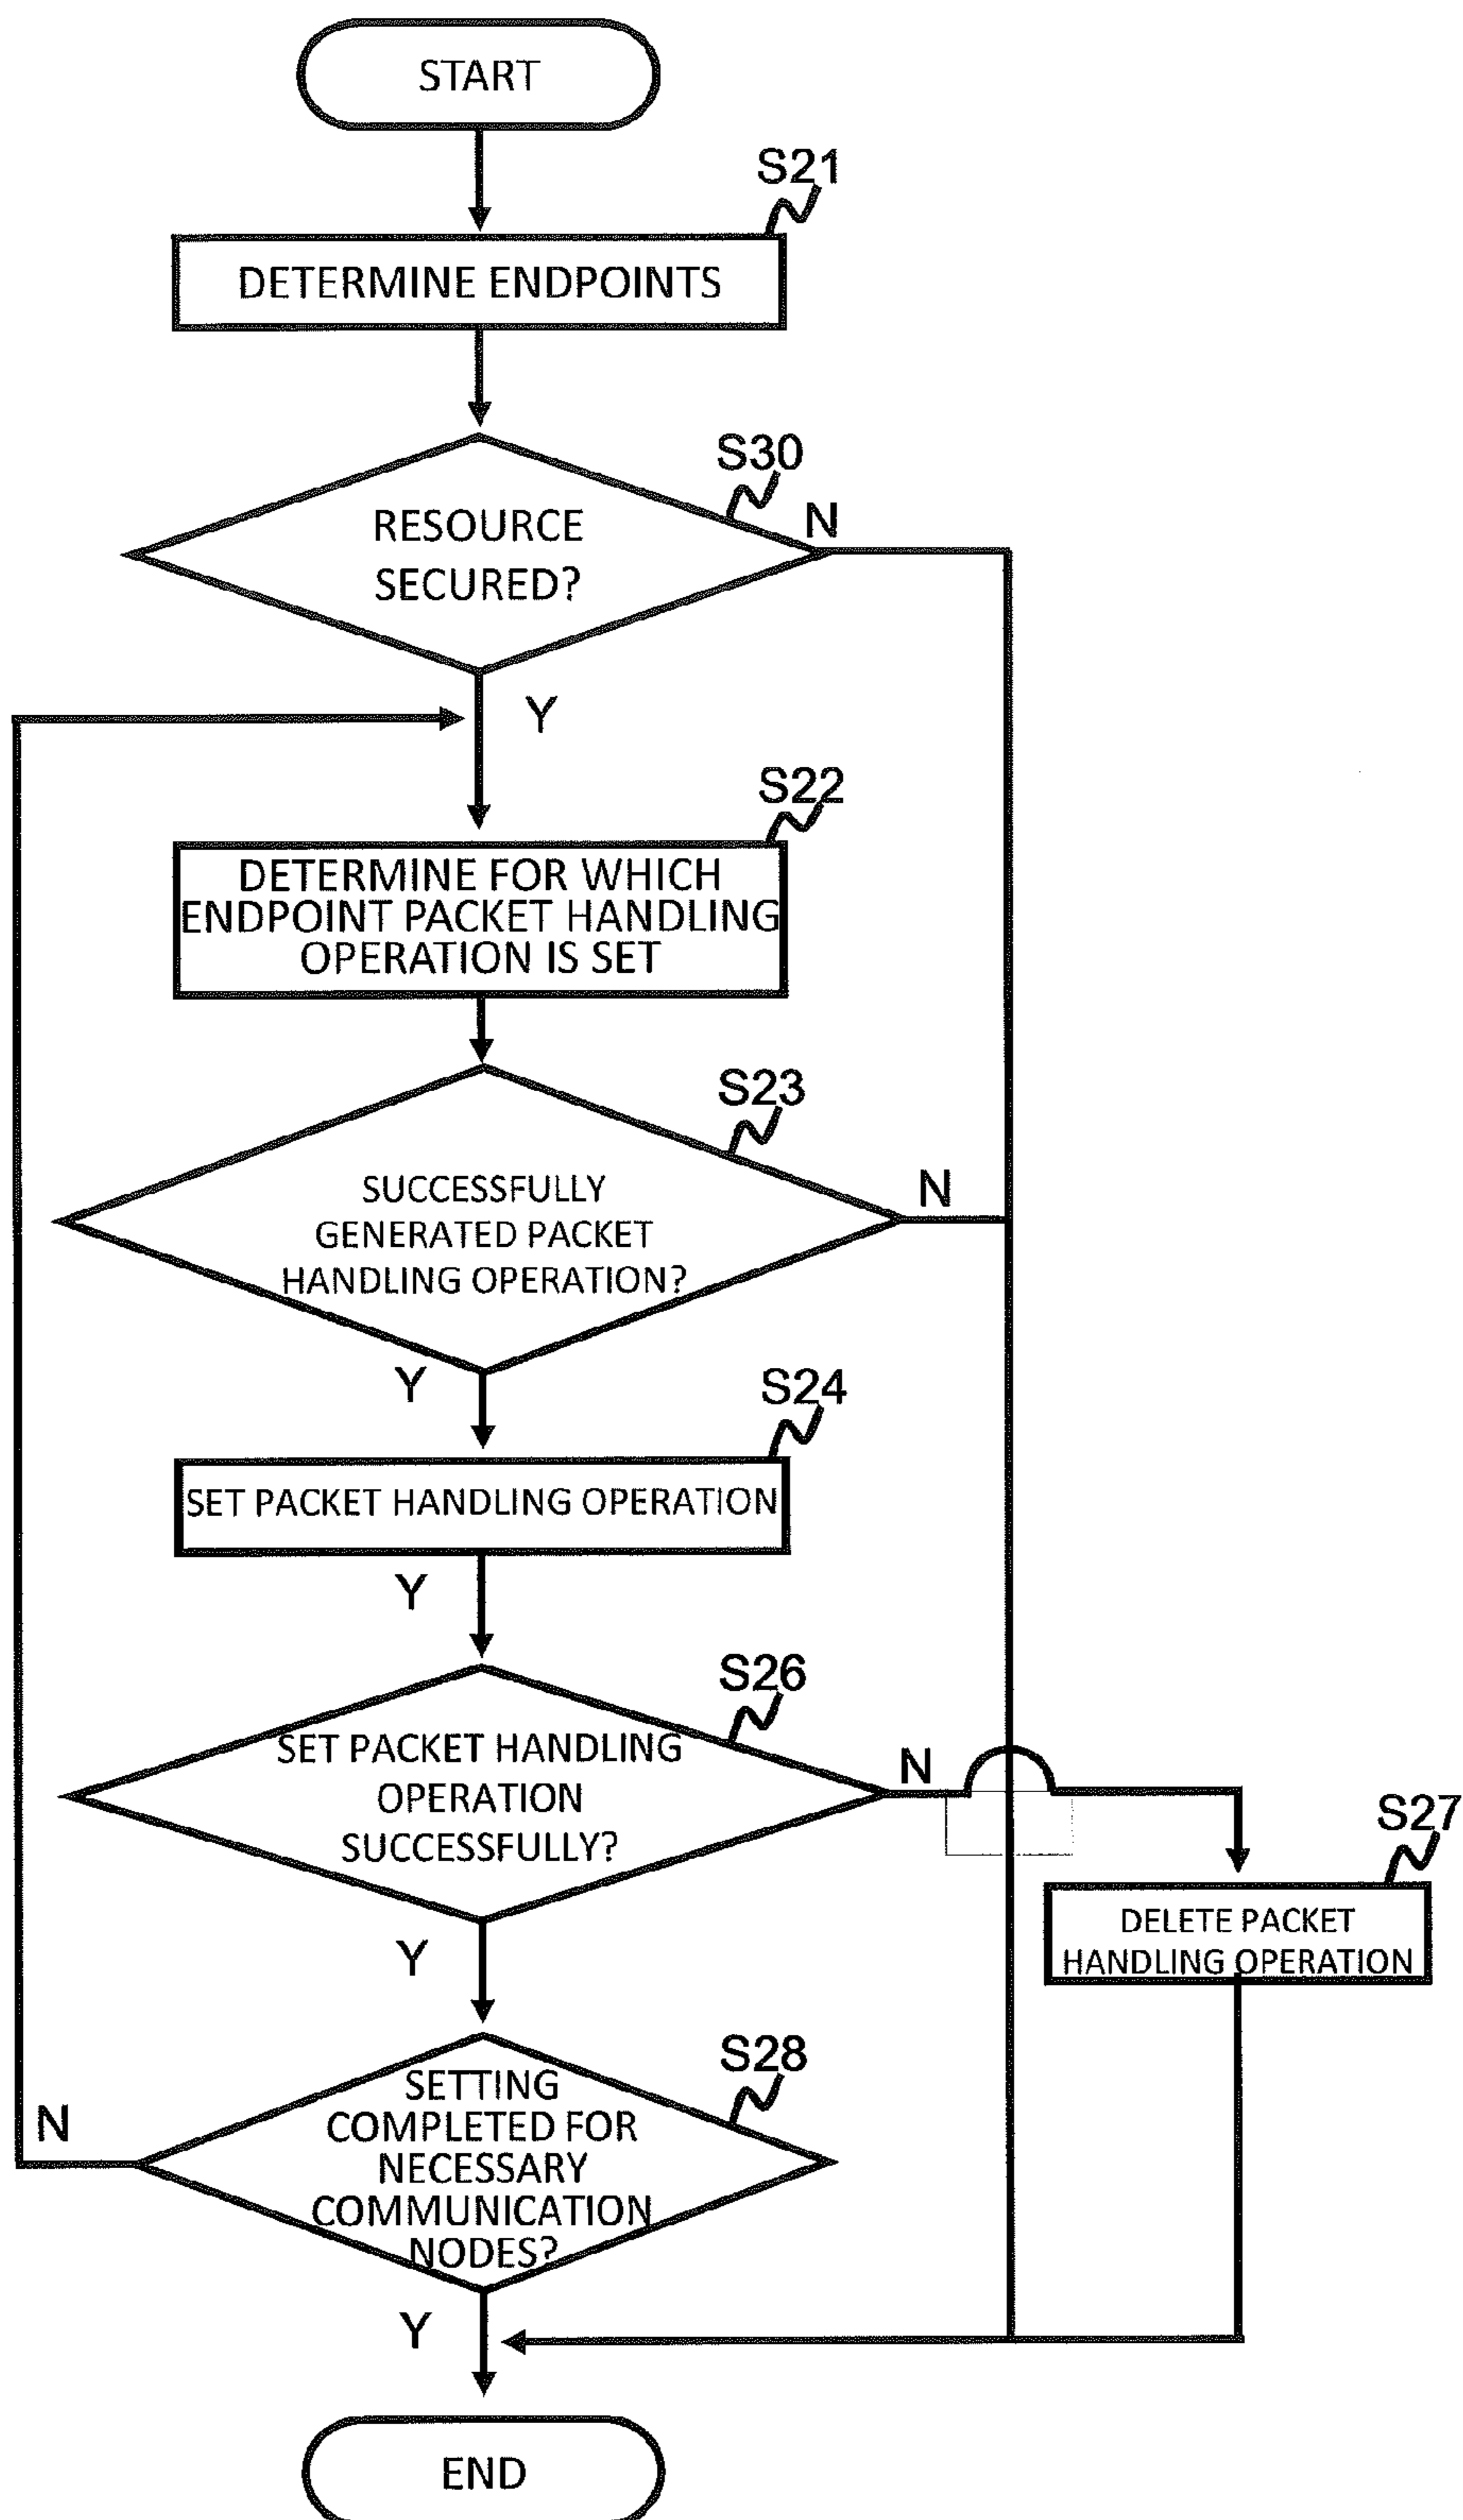 START
S21
DETERMINE ENDPOINTS
S30
RESOURCE
SECURED?
N
Y
S22
DETERMINE FOR WHICH
ENDPOINT PACKET HANDLING
OPERATION IS SET
S23
SUCCESSFULLY
GENERATED PACKET
HANDLING OPERATION?
N
Y
S24
SET PACKET HANDLING OPERATION
Y
S26
SET PACKET HANDLING
OPERATION
SUCCESSFULLY?
N
S27
DELETE PACKET
HANDLING OPERATION
Y
S28
SETTING
COMPLETED FOR
NECESSARY
COMMUNICATION
NODES?
N
Y
END